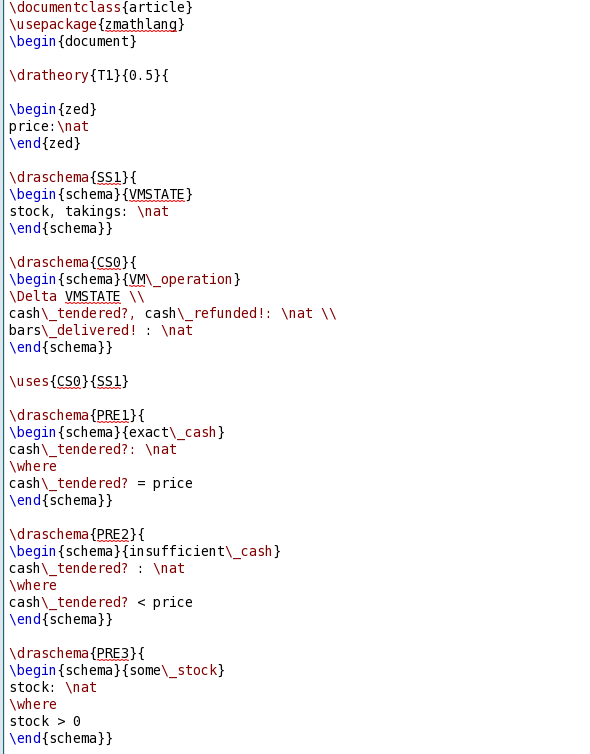 \documentclass{article}
\usepackage{zmathlang}
\begin{document}
\dratheory{T1}{0.5}{
\begin{zed}
price:\nat
\end{zed}
\draschema{SS1}{
\begin{schema}{VMSTATE}
stock, takings: \nat
\end{schema}}
\draschema{CS0}{
\begin{schema}{VM\_operation}
\Delta VMSTATE \\
cash\_tendered?, cash\_refunded!: \nat \\
bars\_delivered! : \nat
\end{schema}}
\uses{CS0}{SS1}
\draschema{PRE1}{
\begin{schema}{exact\_cash}
cash\_tendered?: \nat
\where
cash\_tendered? = price
\end{schema}}
\draschema{PRE2}{
\begin{schema}{insufficient\_cash}
cash\_tendered? : \nat
\where
cash\_tendered? < price
\end{schema}}
\draschema{PRE3}{
\begin{schema}{some\_stock}
stock: \nat
\where
stock > 0
\end{schema}}